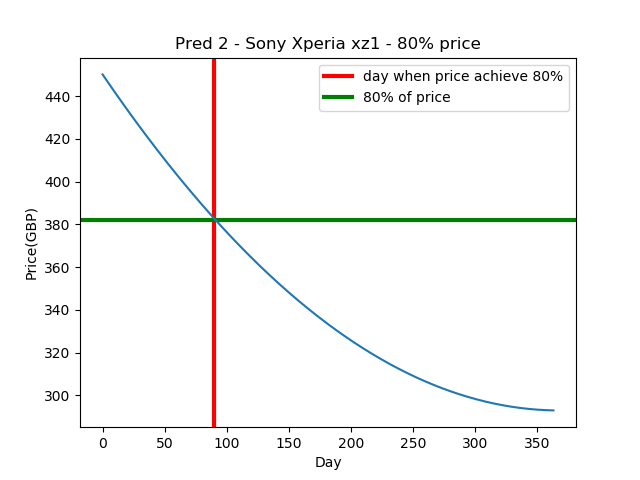 Pred 2 - Sony Xperia xz1 - 80% price
day when price achieve 80%
80% of price
440
420
400
380
360
340
320
300
Price(GBP)
0 50 100 150 200 250 300 350
Day